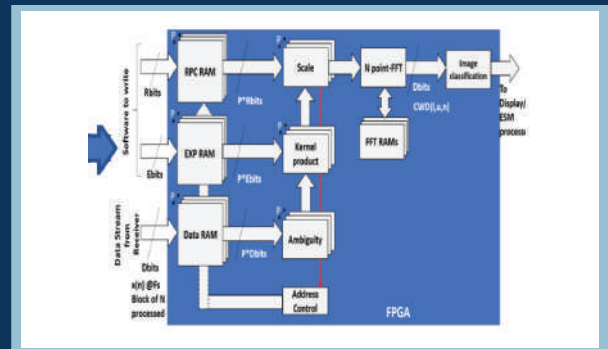 P
RPC RAM
Rbits
P*Rbits
P
Scale
N point-FFT
Dbits
CWD(l,α,n)
Image
classification
To
Display/
ESM
processe
FFT RAMs
Software to write
P
EXP RAM
Ebits
P*Ebits
P
Kernel
product
Data Stream
from
Receiver
P
Data RAM
P*Dbits
P
Ambiguity
Dbits
x(n) @Fs
Block of N
processed
Address
Control
FPGA